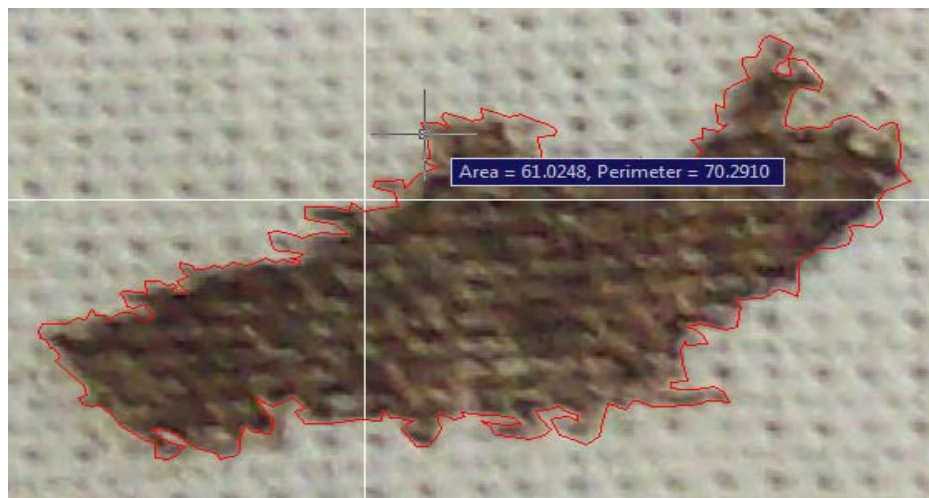 Area = 61.0248, Perimeter = 70.2910